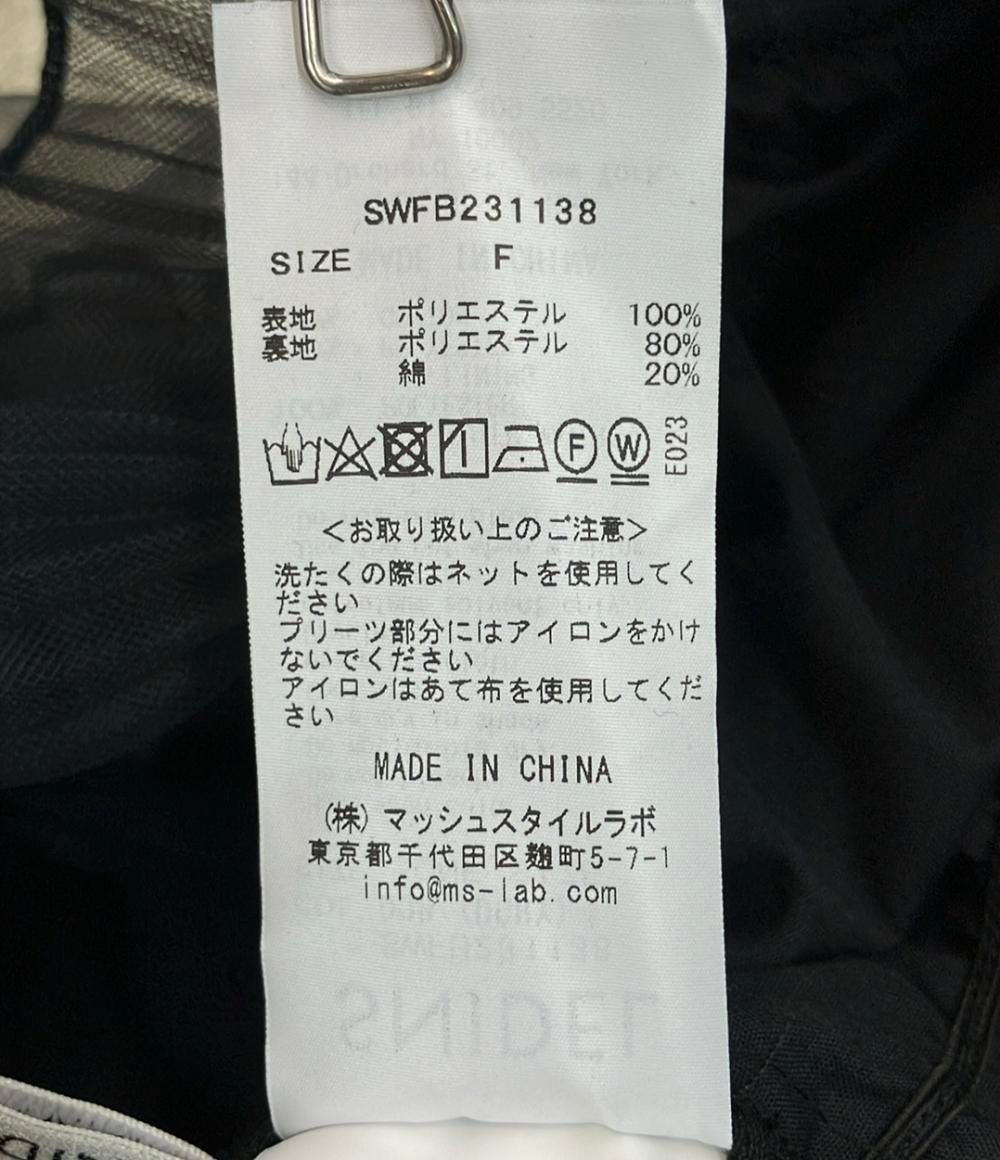 SWFB231138
SIZE F
表地 ポリエステル 100%
裏地 ポリエステル 80%
綿 20%
F W E023
<お取り扱い上のご注意>
洗たくの際はネットを使用してく
ださい
プリーツ部分にはアイロンをかけ
ないでください
アイロンはあて布を使用してくだ
さい
MADE IN CHINA
(株)マッシュスタイルラボ
東京都千代田区麹町5-7-1
info@ms-lab.com
SNIDEL